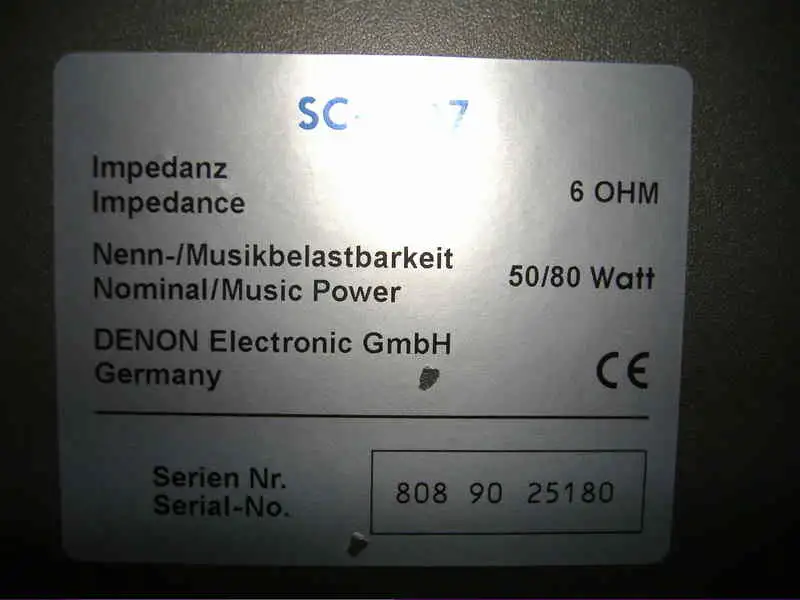 Impedanz
Impedance
6 OHM
Nenn-/Musikbelastbarkeit
Nominal/Music Power
50/80 Watt
DENON Electronic GmbH
Germany
CE
Serien Nr.
Serial-No.
808 90 25180